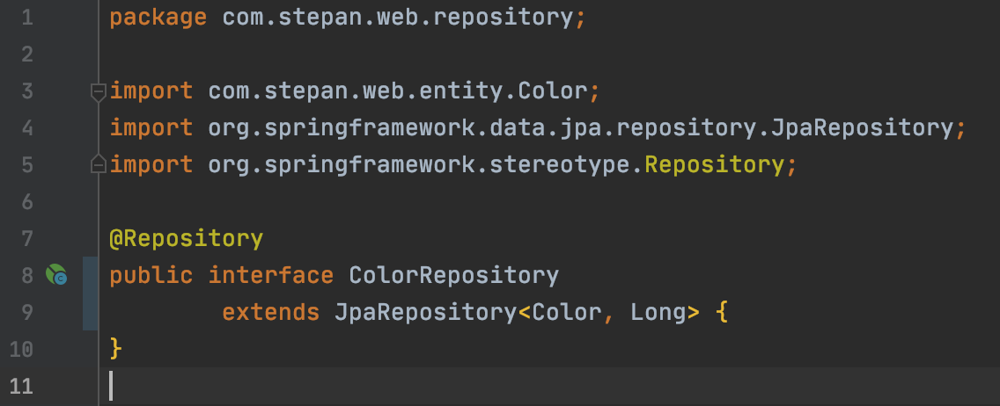 1 package com.stepan.web.repository;
2
3 import com.stepan.web.entity.Color;
4 import org.springframework.data.jpa.repository.JpaRepository;
5 import org.springframework.stereotype.Repository;
6
7 @Repository
8 public interface ColorRepository
9         extends JpaRepository<Color, Long> {
10 }
11